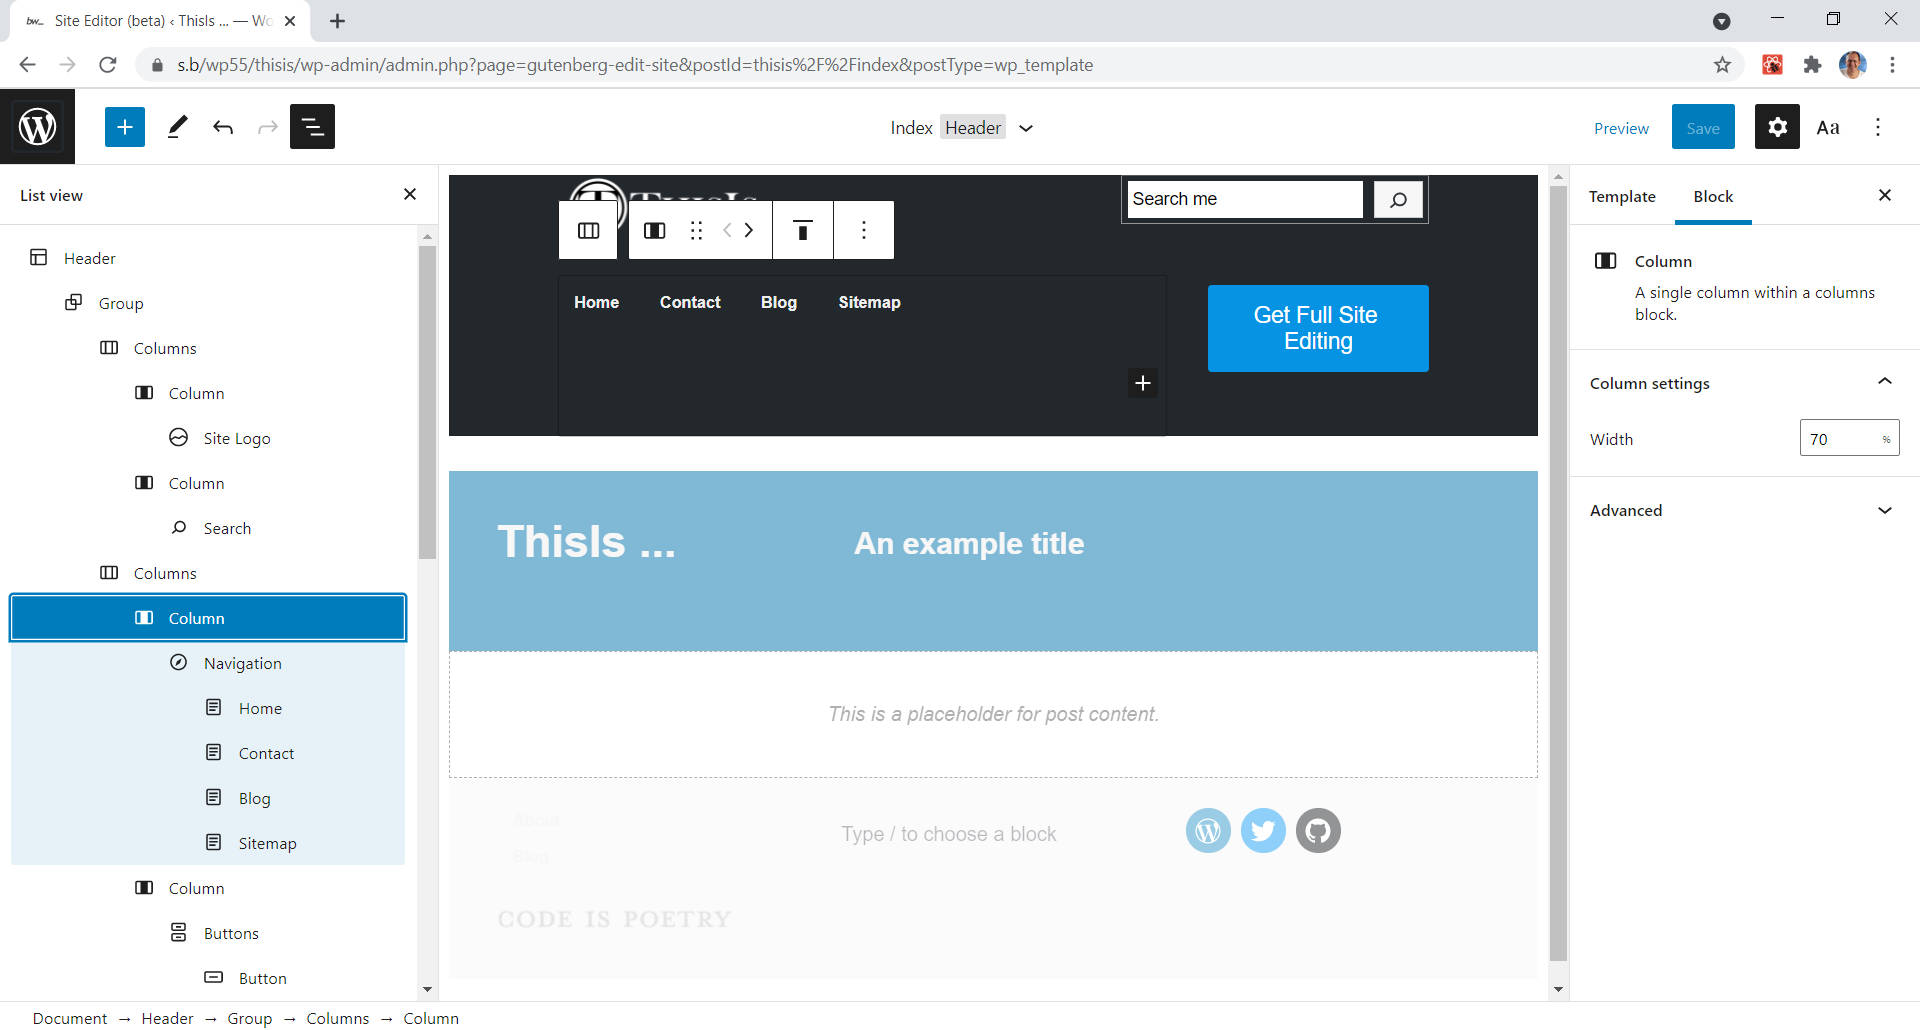 Site Editor (beta) ‹ ThisIs ... — Wo
s.b/wp55/thisis/wp-admin/admin.php?page=gutenberg-edit-site&postId=thisis%2F%2Findex&postType=wp_template
Index Header
Preview
Save
Aa
List view
Header
Group
Columns
Column
Site Logo
Column
Search
Columns
Column
Navigation
Home
Contact
Blog
Sitemap
Column
Buttons
Button
ThisIs
Search me
Home Contact Blog Sitemap
Get Full Site
Editing
ThisIs ...
An example title
This is a placeholder for post content.
About
Blog
Type / to choose a block
CODE IS POETRY
Template
Block
Column
A single column within a columns
block.
Column settings
Width
70 %
Advanced
Document → Header → Group → Columns → Column